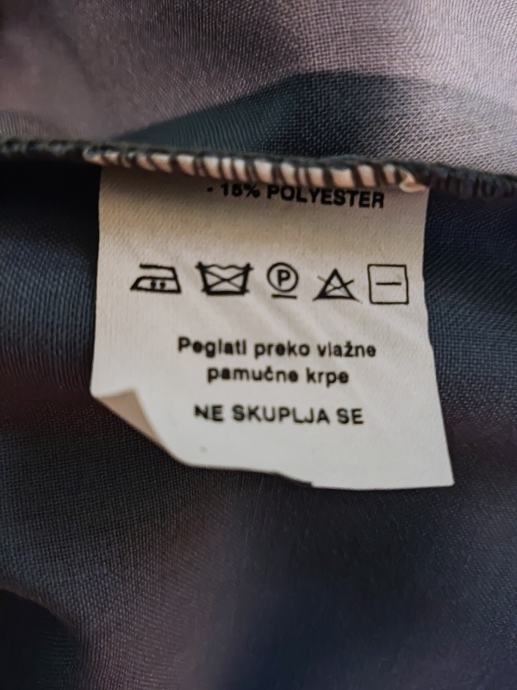 - 15% POLYESTER
P
Peglati preko vlažne
pamučne krpe
NE SKUPLJA SE